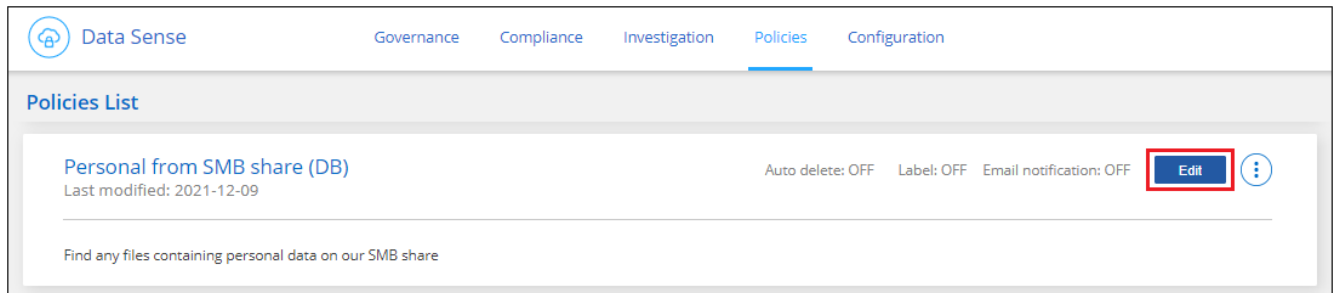 Data Sense Governance Compliance Investigation Policies Configuration
Policies List
Personal from SMB share (DB) Auto delete: OFF Label: OFF Email notification: OFF Edit
Last modified: 2021-12-09
Find any files containing personal data on our SMB share